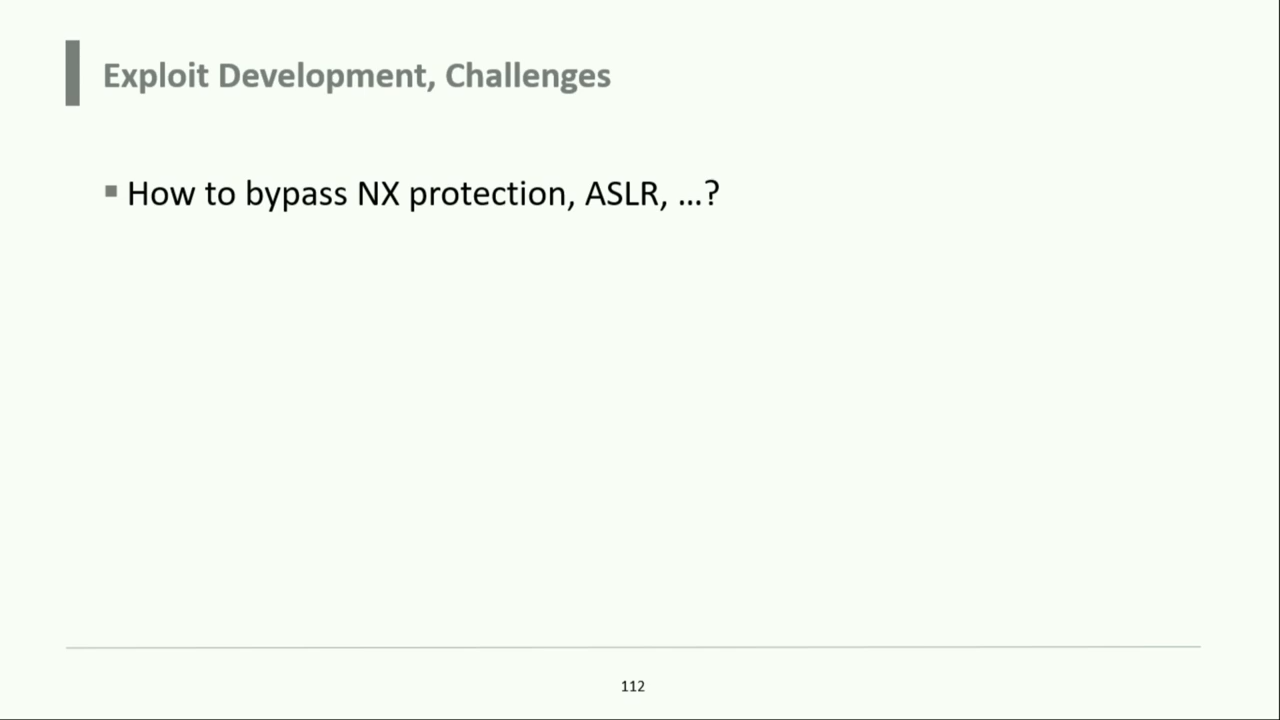 Exploit Development, Challenges
▪ How to bypass NX protection, ASLR, ...?
112